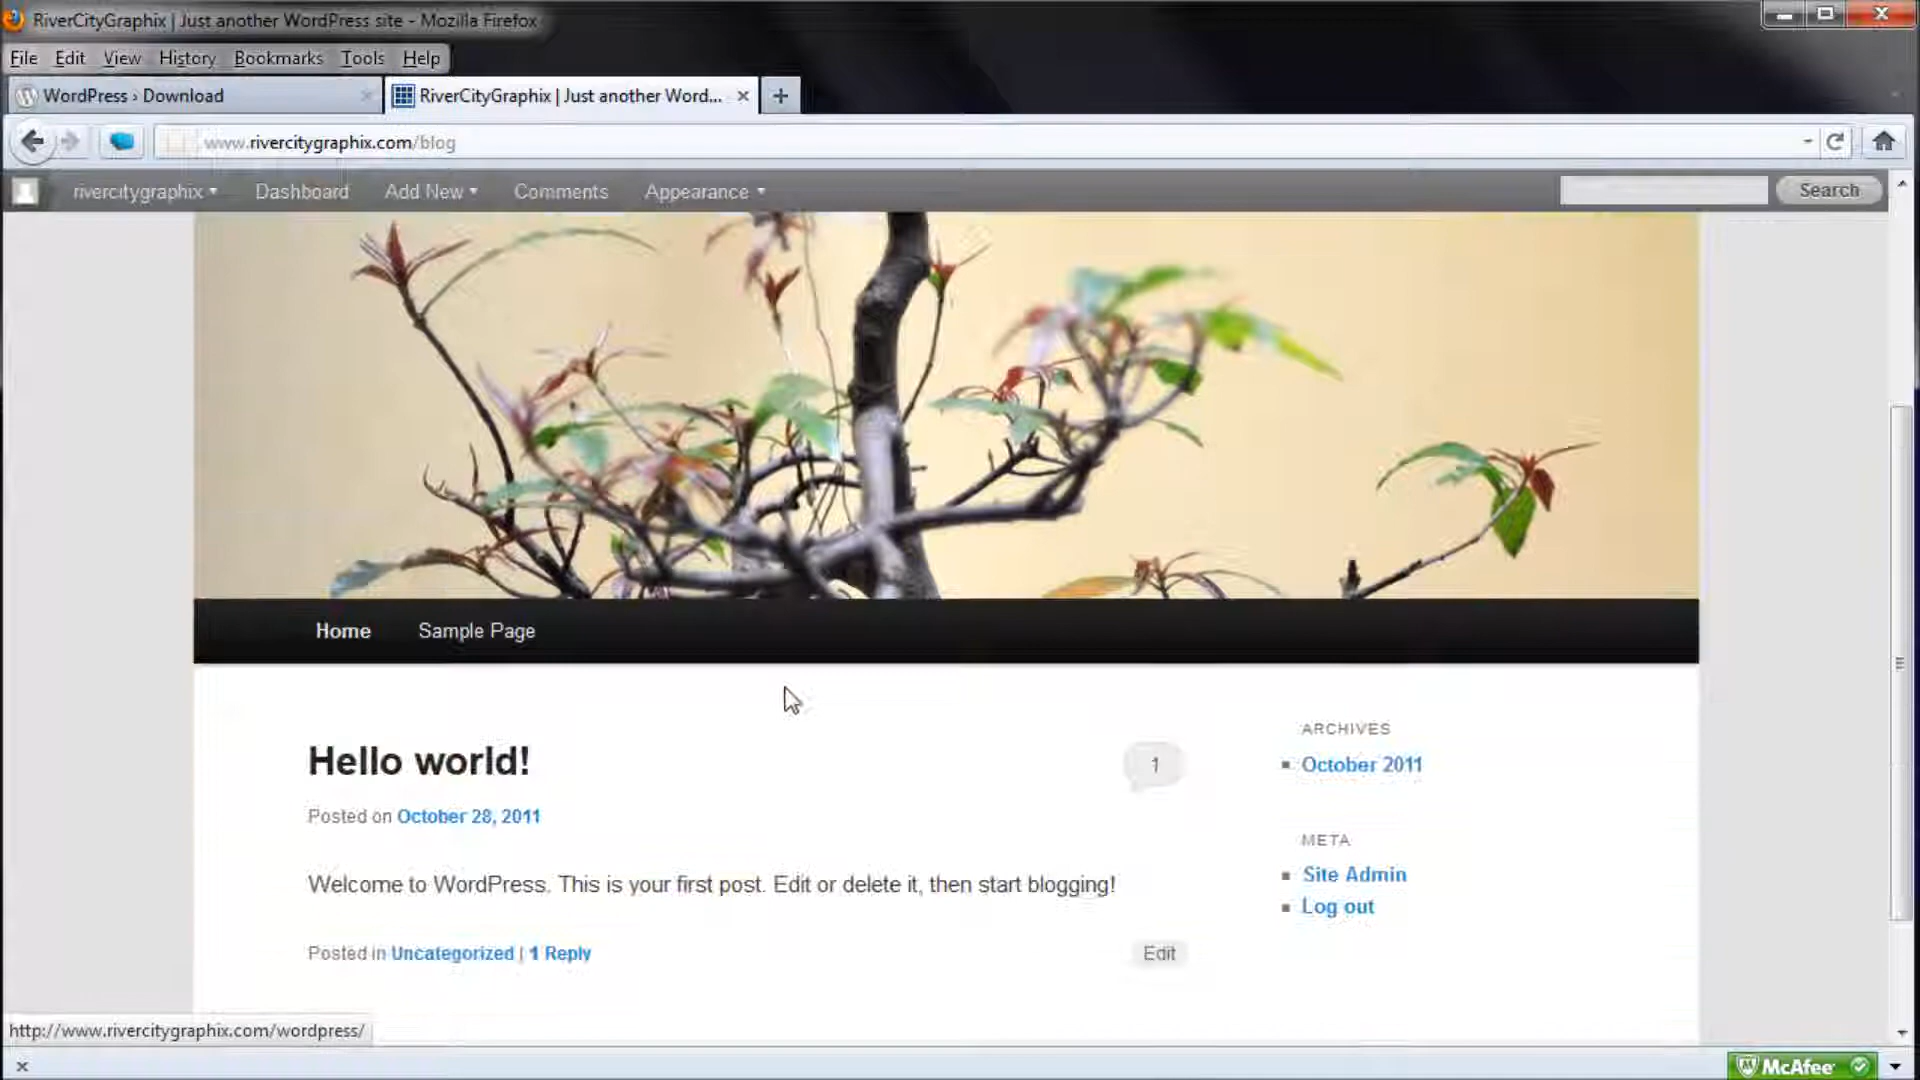 RiverCityGraphix | Just another WordPress site - Mozilla Firefox
File Edit View History Bookmarks Tools Help
WordPress › Download
RiverCityGraphix | Just another Word...
www.rivercitygraphix.com/blog
rivercitygraphix Dashboard Add New Comments Appearance Search
Home Sample Page
Hello world!
1
Posted on October 28, 2011
Welcome to WordPress. This is your first post. Edit or delete it, then start blogging!
Posted in Uncategorized | 1 Reply
Edit
ARCHIVES
October 2011
META
Site Admin
Log out
http://www.rivercitygraphix.com/wordpress/
McAfee